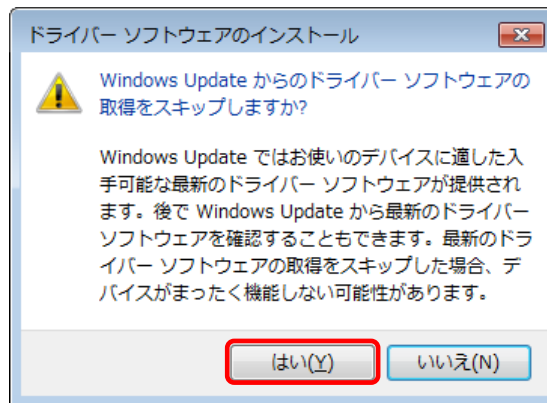 ドライバー ソフトウェアのインストール
Windows Update からのドライバー ソフトウェアの
取得をスキップしますか?
Windows Update ではお使いのデバイスに適した入
手可能な最新のドライバー ソフトウェアが提供され
ます。後で Windows Update から最新のドライバー
ソフトウェアを確認することもできます。最新のドラ
イバー ソフトウェアの取得をスキップした場合、デ
バイスがまったく機能しない可能性があります。
はい(Y)
いいえ(N)